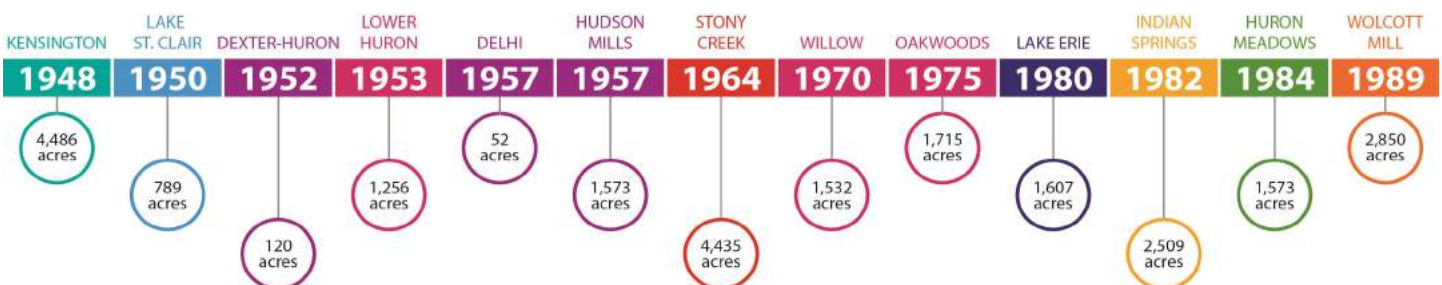 KENSINGTON
1948
4,486
acres
LAKE
ST. CLAIR
1950
789
acres
DEXTER-HURON
1952
120
acres
LOWER
HURON
1953
1,256
acres
DELHI
1957
52
acres
HUDSON
MILLS
1957
1,573
acres
STONY
CREEK
1964
4,435
acres
WILLOW
1970
1,532
acres
OAKWOODS
1975
1,715
acres
LAKE ERIE
1980
1,607
acres
INDIAN
SPRINGS
1982
2,509
acres
HURON
MEADOWS
1984
1,573
acres
WOLCOTT
MILL
1989
2,850
acres